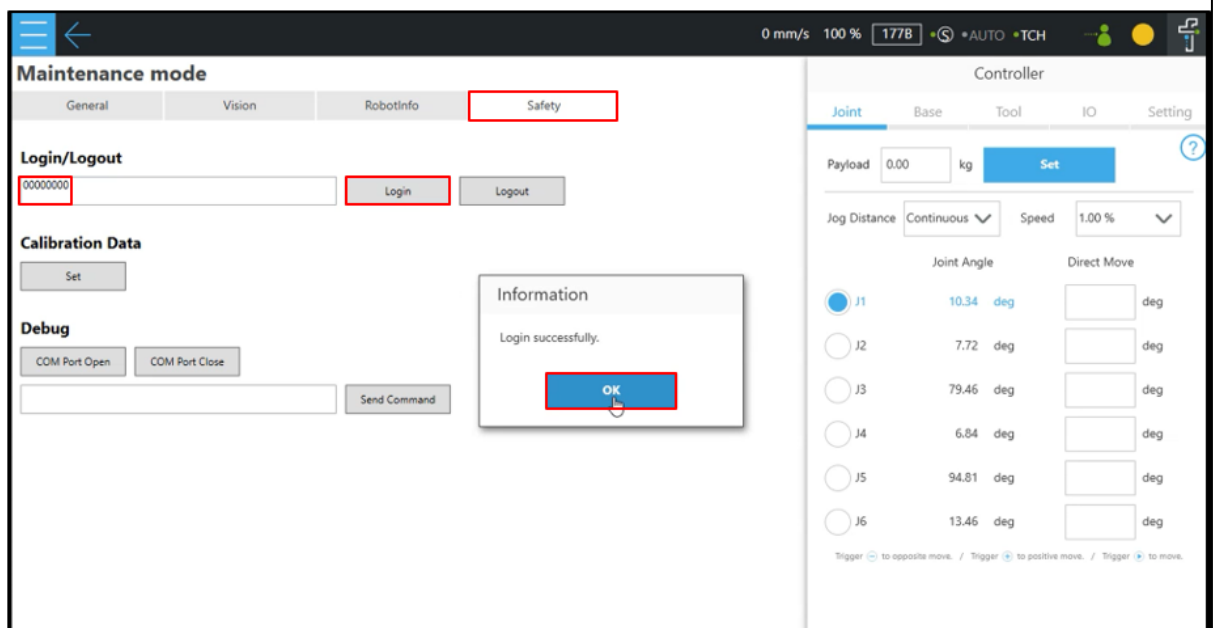 0 mm/s 100 % 177B S AUTO TCH
Maintenance mode
General Vision RobotInfo Safety
Login/Logout
00000000 Login Logout
Calibration Data
Set
Debug
COM Port Open COM Port Close
Send Command
Information
Login successfully.
OK
Controller
Joint Base Tool IO Setting
?
Payload 0.00 kg Set
Jog Distance Continuous Speed 1.00 %
Joint Angle Direct Move
J1 10.34 deg deg
J2 7.72 deg deg
J3 79.46 deg deg
J4 6.84 deg deg
J5 94.81 deg deg
J6 13.46 deg deg
Trigger − to opposite move. / Trigger + to positive move. / Trigger to move.